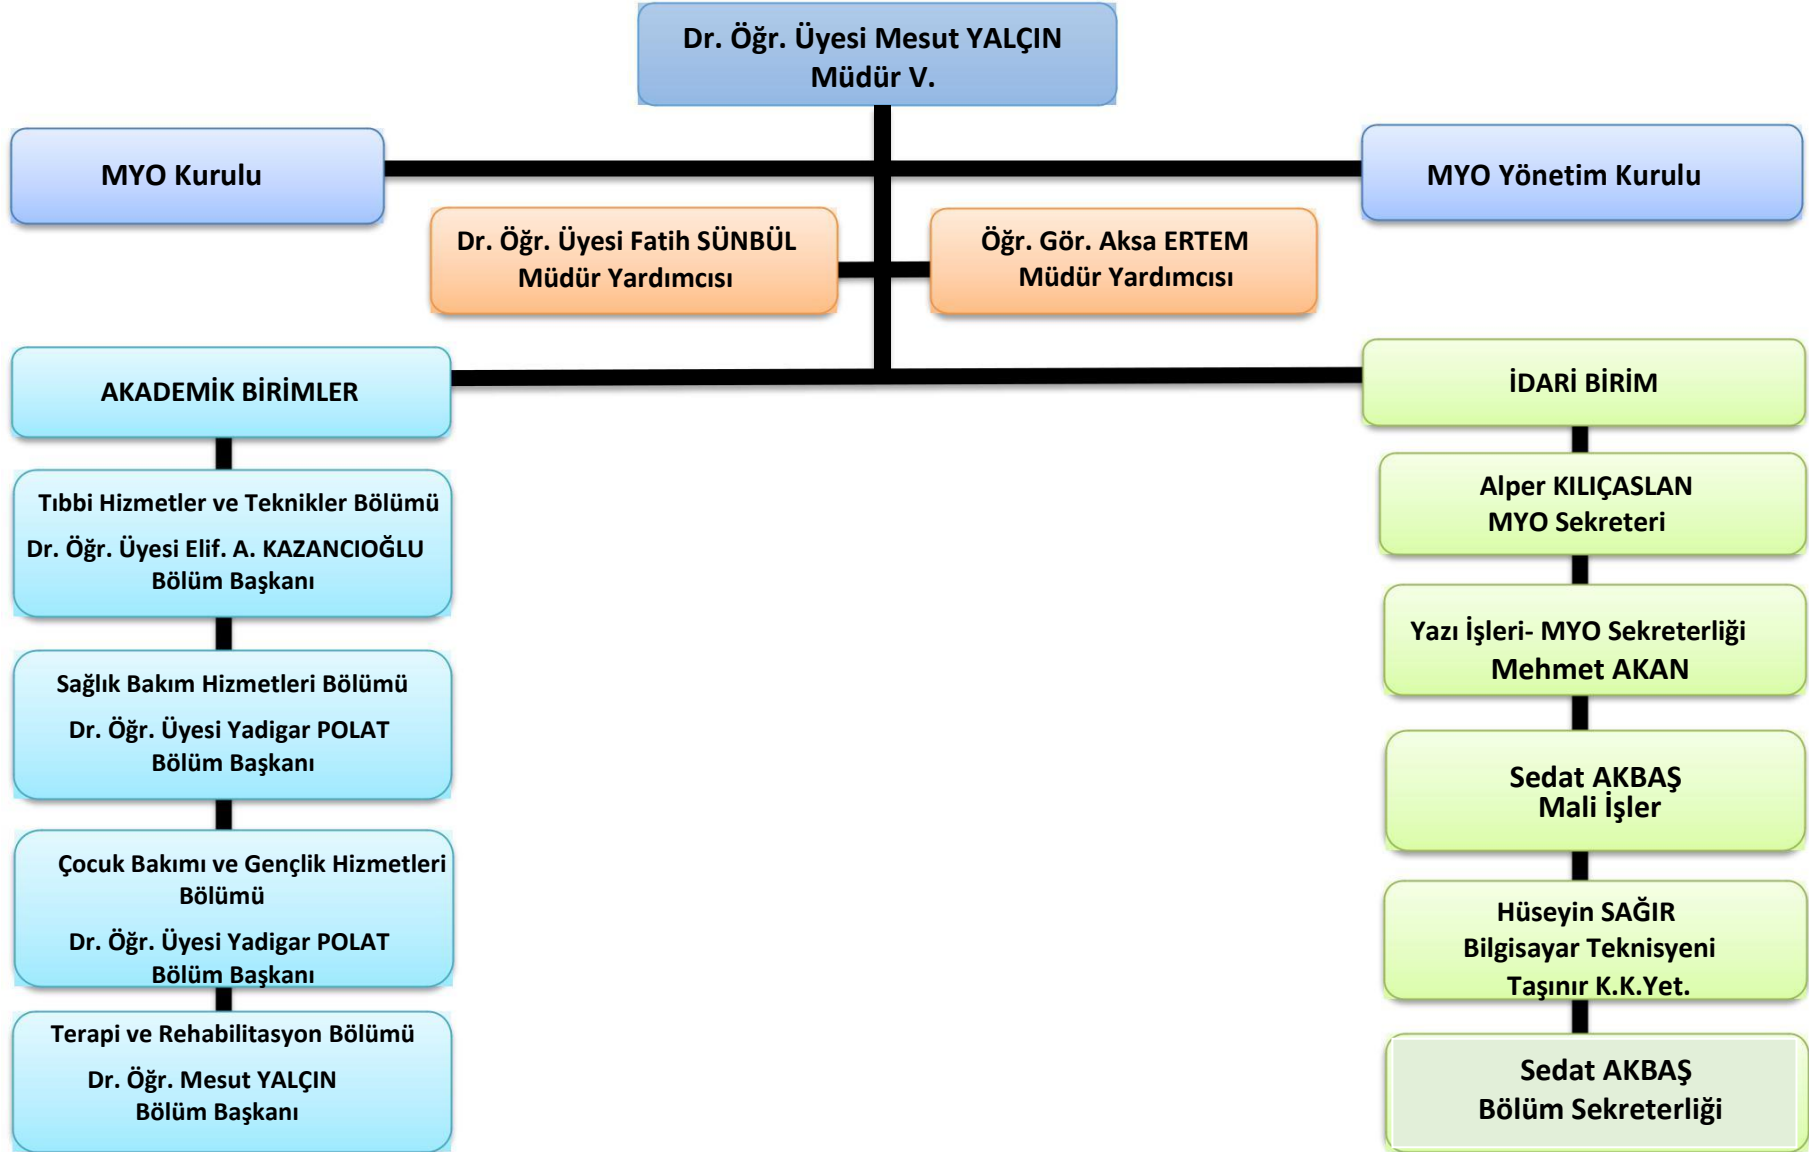 Dr. Öğr. Üyesi Mesut YALÇIN
Müdür V.
MYO Kurulu
MYO Yönetim Kurulu
Dr. Öğr. Üyesi Fatih SÜNBÜL
Müdür Yardımcısı
Öğr. Gör. Aksa ERTEM
Müdür Yardımcısı
AKADEMİK BİRİMLER
Tıbbi Hizmetler ve Teknikler Bölümü
Dr. Öğr. Üyesi Elif. A. KAZANCIOĞLU
Bölüm Başkanı
Sağlık Bakım Hizmetleri Bölümü
Dr. Öğr. Üyesi Yadigar POLAT
Bölüm Başkanı
Çocuk Bakımı ve Gençlik Hizmetleri
Bölümü
Dr. Öğr. Üyesi Yadigar POLAT
Bölüm Başkanı
Terapi ve Rehabilitasyon Bölümü
Dr. Öğr. Mesut YALÇIN
Bölüm Başkanı
İDARİ BİRİM
Alper KILIÇASLAN
MYO Sekreteri
Yazı İşleri- MYO Sekreterliği
Mehmet AKAN
Sedat AKBAŞ
Mali İşler
Hüseyin SAĞIR
Bilgisayar Teknisyeni
Taşınır K.K.Yet.
Sedat AKBAŞ
Bölüm Sekreterliği